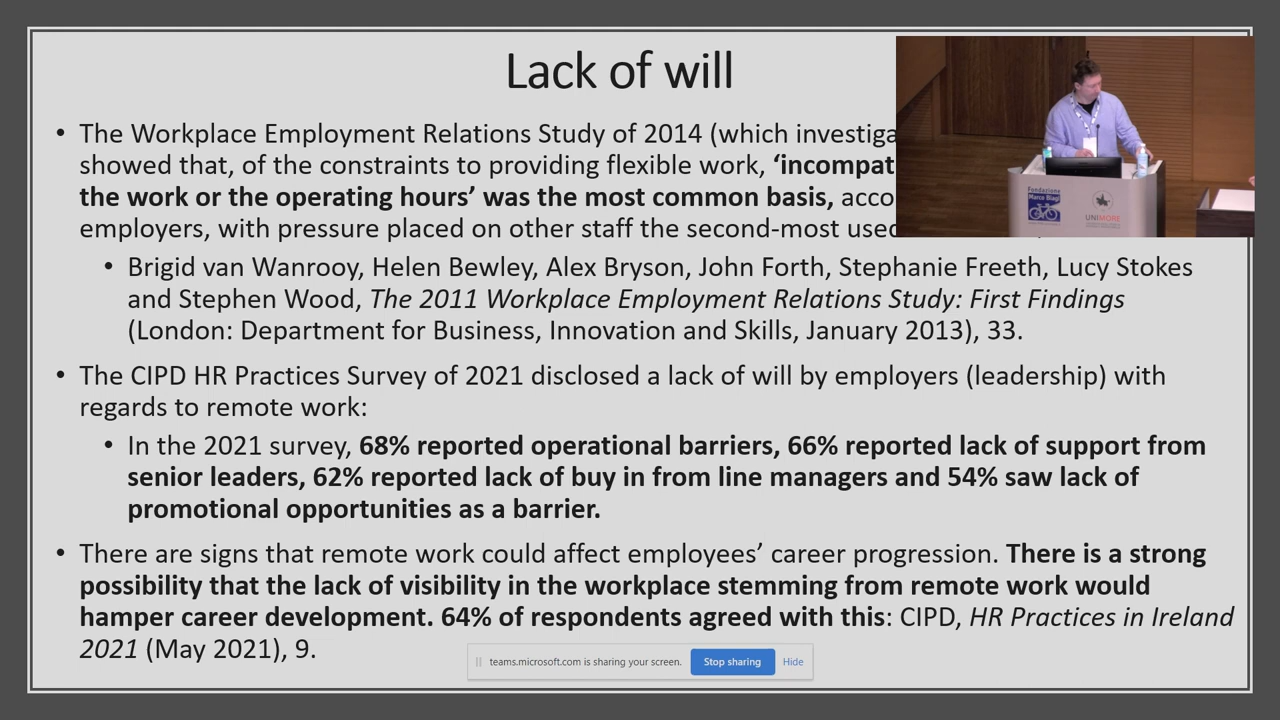 Lack of will
• The Workplace Employment Relations Study of 2014 (which
showed that, of the constraints to providing flexible work,
the work or the operating hours’ was the most common basis,
employers, with pressure placed on other staff the second-most used
• Brigid van Wanrooy, Helen Bewley, Alex Bryson, John Forth, Stephanie Freeth, Lucy Stokes
and Stephen Wood, The 2011 Workplace Employment Relations Study: First Findings
(London: Department for Business, Innovation and Skills, January 2013), 33.
• The CIPD HR Practices Survey of 2021 disclosed a lack of will by employers (leadership) with
regards to remote work:
• In the 2021 survey, 68% reported operational barriers, 66% reported lack of support from
senior leaders, 62% reported lack of buy in from line managers and 54% saw lack of
promotional opportunities as a barrier.
• There are signs that remote work could affect employees’ career progression. There is a strong
possibility that the lack of visibility in the workplace stemming from remote work would
hamper career development. 64% of respondents agreed with this: CIPD, HR Practices in Ireland
2021 (May 2021), 9.
teams.microsoft.com is sharing your screen. Stop sharing Hide
Fondazione
Marco Biagi
UNIMORE